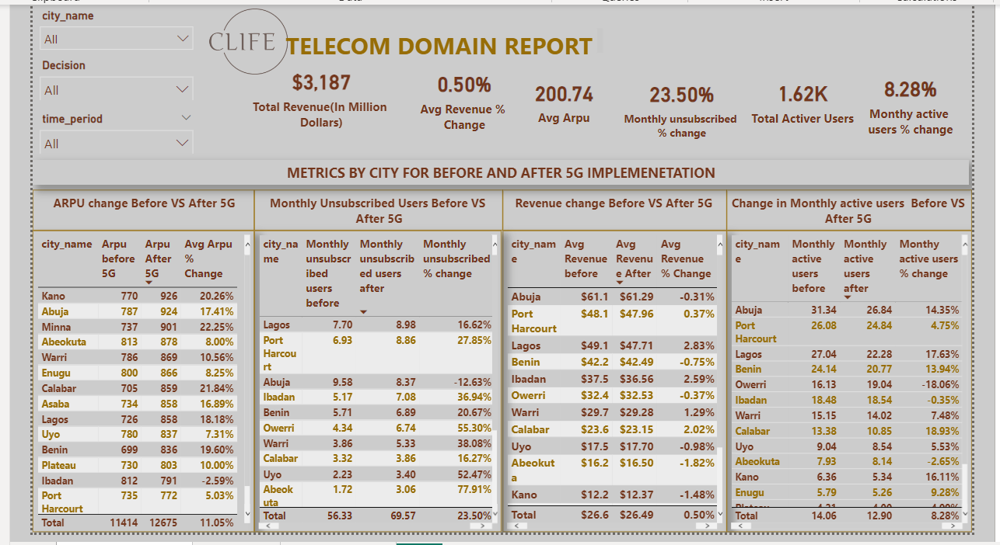 city_name
All
Decision
All
time_period
All
CLIFE
TELECOM DOMAIN REPORT
$3,187
Total Revenue(In Million
Dollars)
0.50%
Avg Revenue %
Change
200.74
Avg Arpu
23.50%
Monthly unsubscribed
% change
1.62K
Total Activer Users
8.28%
Monthy active
users % change
METRICS BY CITY FOR BEFORE AND AFTER 5G IMPLEMENETATION
ARPU change Before VS After 5G
city_name Arpu before 5G Arpu After 5G Avg Arpu % Change
Kano 770 926 20.26%
Abuja 787 924 17.41%
Minna 737 901 22.25%
Abeokuta 813 878 8.00%
Warri 786 869 10.56%
Enugu 800 866 8.25%
Calabar 705 859 21.84%
Asaba 734 858 16.89%
Lagos 726 858 18.18%
Uyo 780 837 7.31%
Benin 699 836 19.60%
Plateau 730 803 10.00%
Ibadan 812 791 -2.59%
Port Harcourt 735 772 5.03%
Total 11414 12675 11.05%
Monthly Unsubscribed Users Before VS
After 5G
city_na me Monthly unsubscr ibed users before Monthly unsubscrib ed users after Monthly unsubscribed % change
Lagos 7.70 8.98 16.62%
Port Harcou rt 6.93 8.86 27.85%
Abuja 9.58 8.37 -12.63%
Ibadan 5.17 7.08 36.94%
Benin 5.71 6.89 20.67%
Owerri 4.34 6.74 55.30%
Warri 3.86 5.33 38.08%
Calabar 3.32 3.86 16.27%
Uyo 2.23 3.40 52.47%
Abeok uta 1.72 3.06 77.91%
Total 56.33 69.57 23.50%
Revenue change Before VS After 5G
city_nam e Avg Revenue before Avg Revenu e After Avg Revenue % Change
Abuja $61.1 $61.29 -0.31%
Port Harcourt $48.1 $47.96 0.37%
Lagos $49.1 $47.71 2.83%
Benin $42.2 $42.49 -0.75%
Ibadan $37.5 $36.56 2.59%
Owerri $32.4 $32.53 -0.37%
Warri $29.7 $29.28 1.29%
Calabar $23.6 $23.15 2.02%
Uyo $17.5 $17.70 -0.98%
Abeokut a $16.2 $16.50 -1.82%
Kano $12.2 $12.37 -1.48%
Total $26.6 $26.49 0.50%
Change in Monthly active users Before VS
After 5G
city_nam e Monthly active users before Monthly active users after Monthy active users % change
Abuja 31.34 26.84 14.35%
Port Harcourt 26.08 24.84 4.75%
Lagos 27.04 22.28 17.63%
Benin 24.14 20.77 13.94%
Owerri 16.13 19.04 -18.06%
Ibadan 18.48 18.54 -0.35%
Warri 15.15 14.02 7.48%
Calabar 13.38 10.85 18.93%
Uyo 9.04 8.54 5.53%
Abeokuta 7.93 8.14 -2.65%
Kano 6.36 5.34 16.11%
Enugu 5.79 5.26 9.28%
Total 14.06 12.90 8.28%